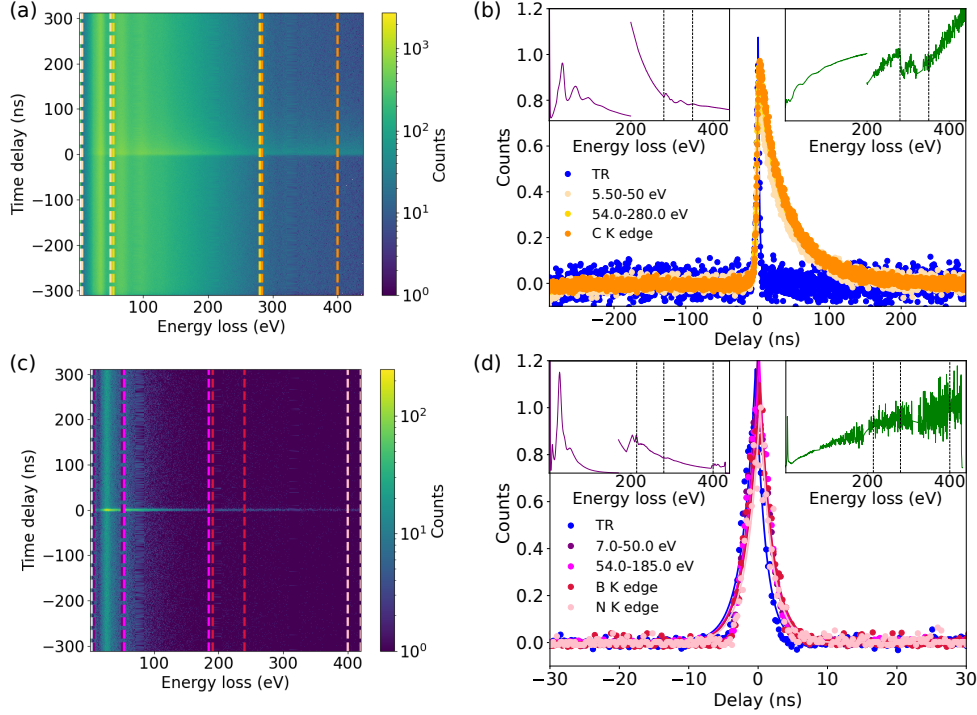 (a)
300
200
100
0
−100
−200
−300
Time delay (ns)
100
200
300
400
Energy loss (eV)
10³
10²
10¹
10⁰
Counts
(b)
1.2
1.0
0.8
0.6
0.4
0.2
0.0
Counts
200
400
Energy loss (eV)
200
400
Energy loss (eV)
TR
5.50-50 eV
54.0-280.0 eV
C K edge
−200
−100
0
100
200
Delay (ns)
(c)
300
200
100
0
−100
−200
−300
Time delay (ns)
100
200
300
400
Energy loss (eV)
10²
10¹
10⁰
Counts
(d)
1.2
1.0
0.8
0.6
0.4
0.2
0.0
Counts
200
400
Energy loss (eV)
200
400
Energy loss (eV)
TR
7.0-50.0 eV
54.0-185.0 eV
B K edge
N K edge
−30
−20
−10
0
10
20
30
Delay (ns)